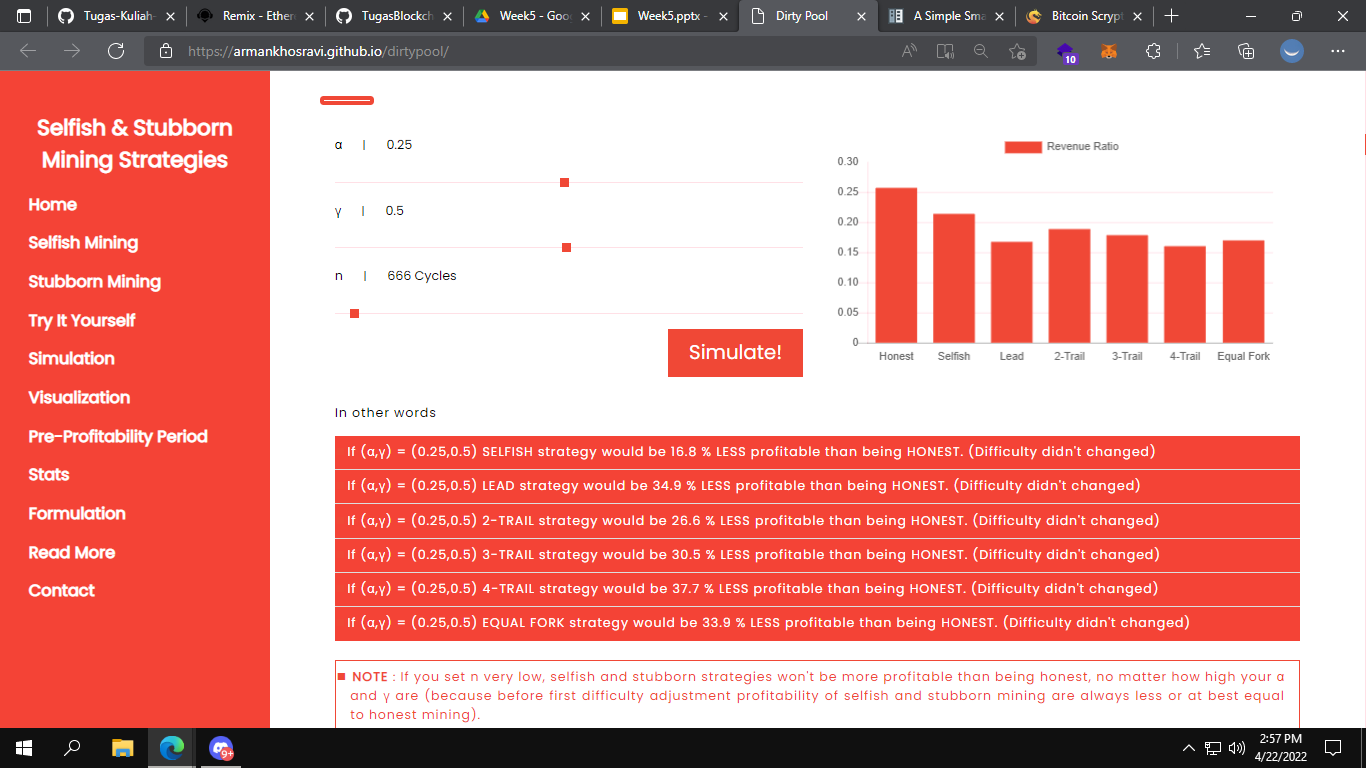 Tugas-Kuliah-
Remix - Ether
TugasBlockch
Week5 - Goo
Week5.pptx -
Dirty Pool
A Simple Sma
Bitcoin Scrypt
https://armankhosravi.github.io/dirtypool/
10
Selfish & Stubborn
Mining Strategies
Home
Selfish Mining
Stubborn Mining
Try It Yourself
Simulation
Visualization
Pre-Profitability Period
Stats
Formulation
Read More
Contact
α | 0.25
γ | 0.5
n | 666 Cycles
Simulate!
Revenue Ratio
0.30
0.25
0.20
0.15
0.10
0.05
0
Honest Selfish Lead 2-Trail 3-Trail 4-Trail Equal Fork
In other words
If (α,γ) = (0.25,0.5) SELFISH strategy would be 16.8 % LESS profitable than being HONEST. (Difficulty didn't changed)
If (α,γ) = (0.25,0.5) LEAD strategy would be 34.9 % LESS profitable than being HONEST. (Difficulty didn't changed)
If (α,γ) = (0.25,0.5) 2-TRAIL strategy would be 26.6 % LESS profitable than being HONEST. (Difficulty didn't changed)
If (α,γ) = (0.25,0.5) 3-TRAIL strategy would be 30.5 % LESS profitable than being HONEST. (Difficulty didn't changed)
If (α,γ) = (0.25,0.5) 4-TRAIL strategy would be 37.7 % LESS profitable than being HONEST. (Difficulty didn't changed)
If (α,γ) = (0.25,0.5) EQUAL FORK strategy would be 33.9 % LESS profitable than being HONEST. (Difficulty didn't changed)
NOTE : If you set n very low, selfish and stubborn strategies won't be more profitable than being honest, no matter how high your α
and γ are (because before first difficulty adjustment profitability of selfish and stubborn mining are always less or at best equal
to honest mining).
9+
2:57 PM
4/22/2022